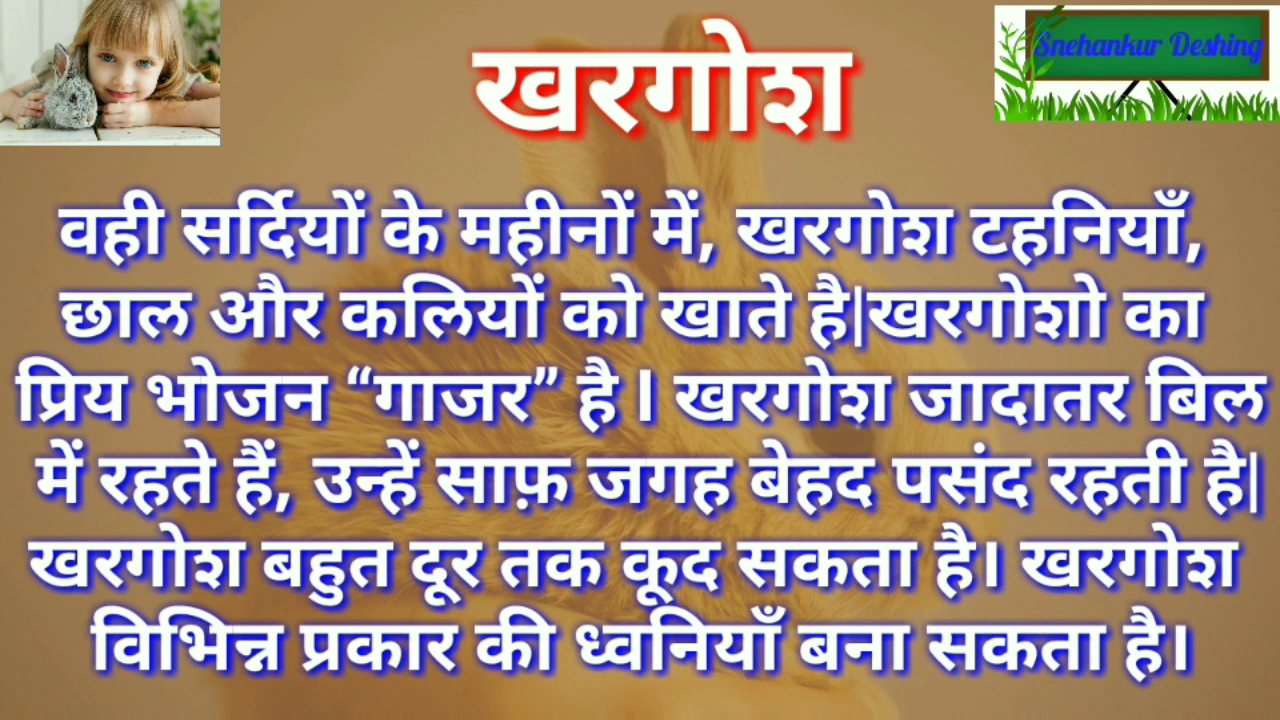 खरगोश
Snehankur Deshing
वही सर्दियों के महीनों में, खरगोश टहनियाँ,
छाल और कलियों को खाते है|खरगोशो का
प्रिय भोजन “गाजर” है। खरगोश जादातर बिल
में रहते हैं, उन्हें साफ़ जगह बेहद पसंद रहती है|
खरगोश बहुत दूर तक कूद सकता है। खरगोश
विभिन्न प्रकार की ध्वनियाँ बना सकता है।